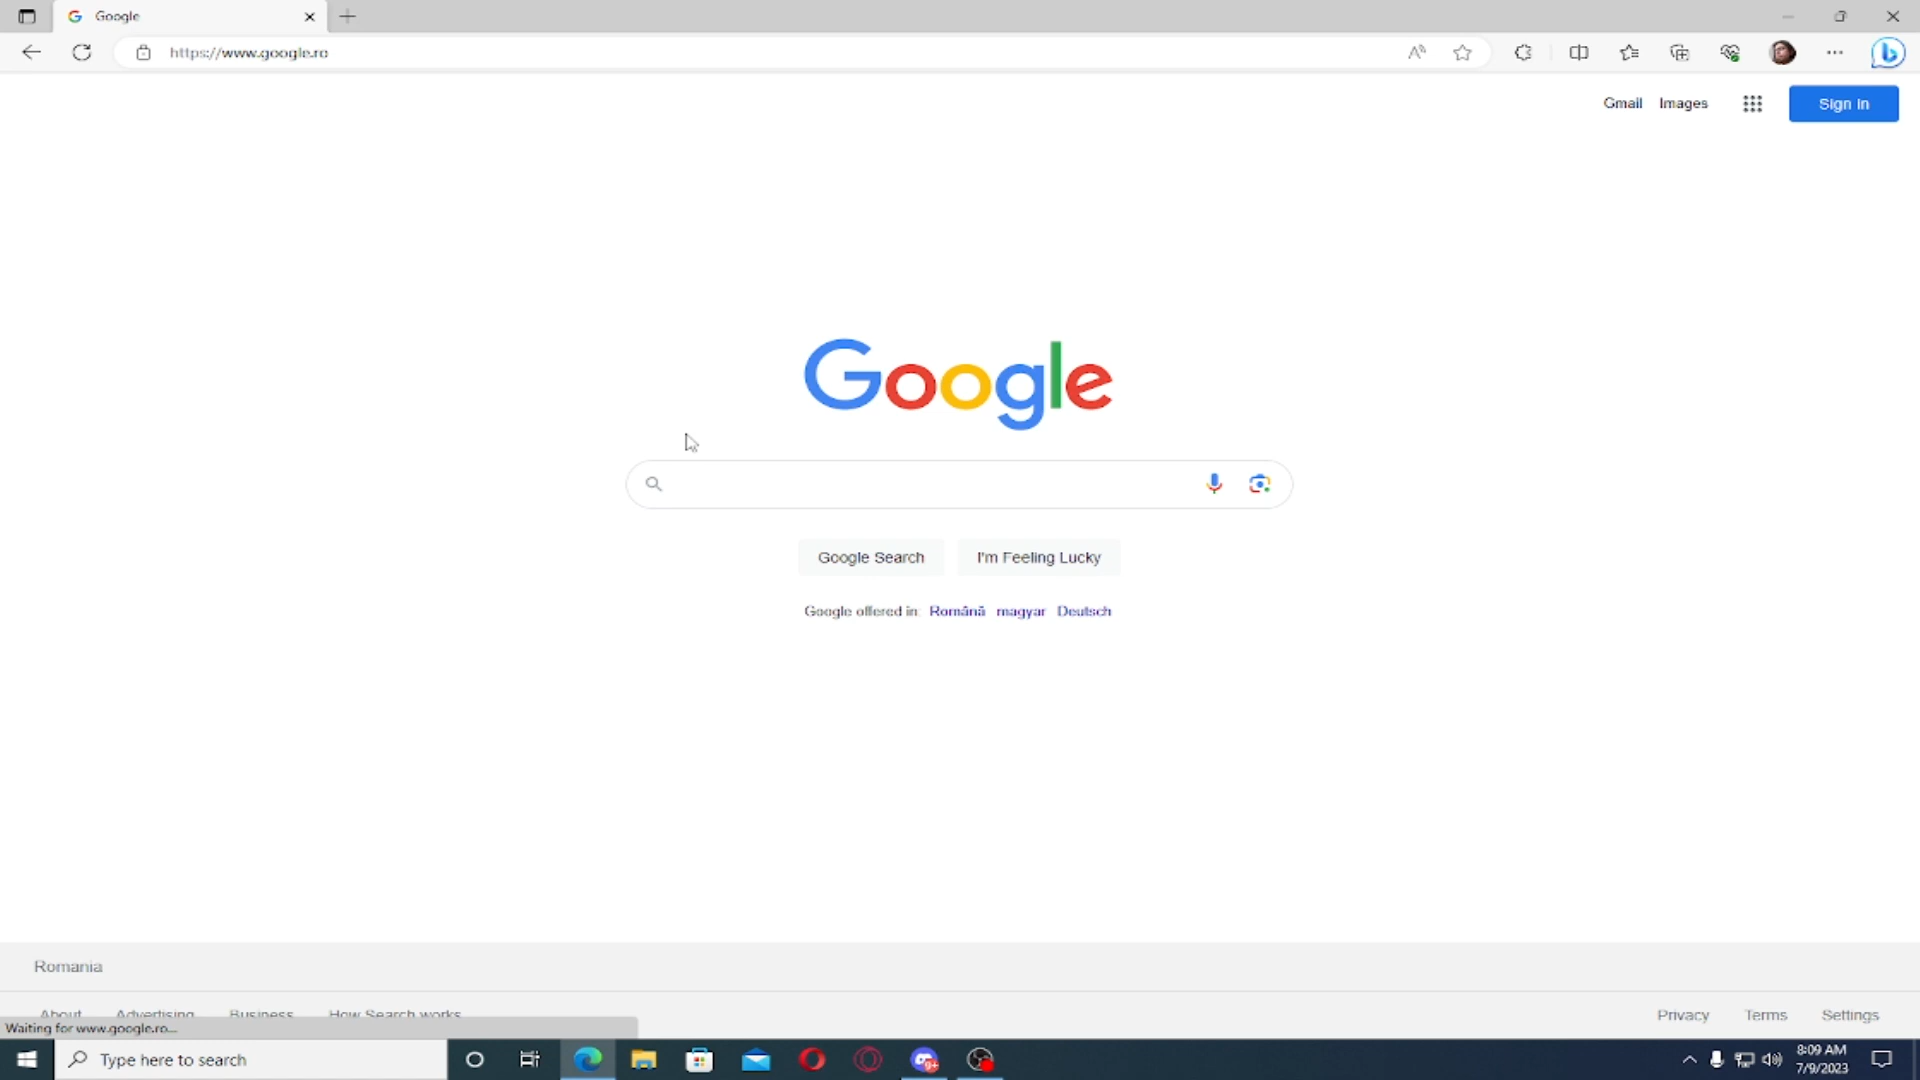 Google
https://www.google.ro
Gmail Images Sign in
Google
Google Search I'm Feeling Lucky
Google offered in: Română magyar Deutsch
Romania
About Advertising Business How Search works Privacy Terms Settings
Waiting for www.google.ro...
Type here to search
8:09 AM
7/9/2023